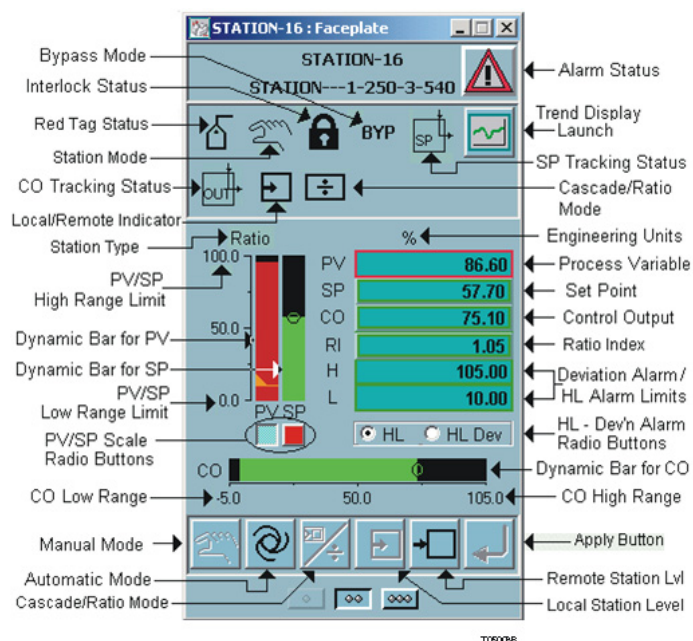 STATION-16 : Faceplate
STATION-16
STATION---1-250-3-540
Bypass Mode
Interlock Status
Alarm Status
Red Tag Status
BYP
SP
Trend Display
Launch
Station Mode
SP Tracking Status
CO Tracking Status
OUT
Cascade/Ratio
Mode
Local/Remote Indicator
Station Type
Ratio
%
Engineering Units
PV/SP
High Range Limit
100.0
PV
86.60
Process Variable
SP
57.70
Set Point
Dynamic Bar for PV
50.0
CO
75.10
Control Output
RI
1.05
Ratio Index
Dynamic Bar for SP
H
105.00
Deviation Alarm /
HL Alarm Limits
PV/SP
Low Range Limit
0.0
L
10.00
PV SP
PV/SP Scale
Radio Buttons
HL
HL Dev
HL - Dev'n Alarm
Radio Buttons
CO
Dynamic Bar for CO
CO Low Range
-5.0
50.0
105.0
CO High Range
Manual Mode
Apply Button
Automatic Mode
Remote Station Lvl
Cascade/Ratio Mode
Local Station Level